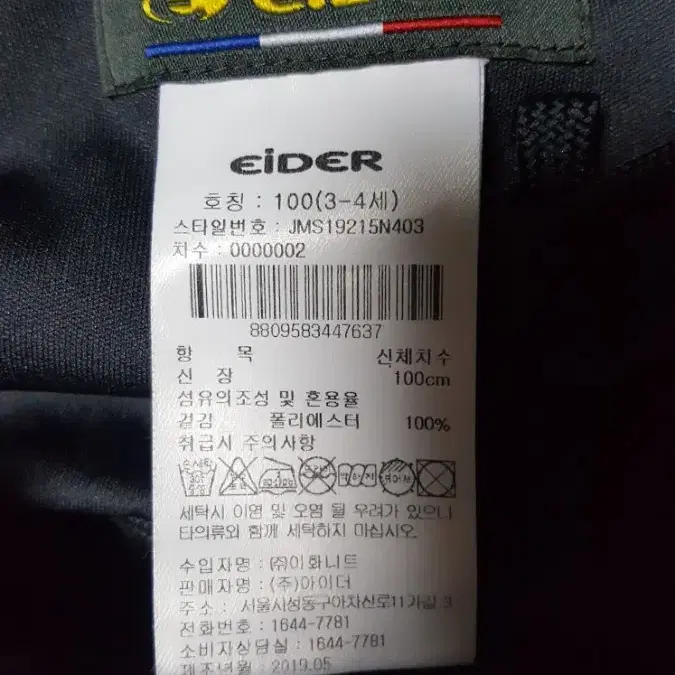 EiDER
호칭 : 100(3-4세)
스타일번호 : JMS19215N403
차수 : 0000002
8809583447637
항 목 신체치수
신 장 100cm
섬유의조성 및 혼용율
겉감 폴리에스터 100%
취급시 주의사항
세탁시 이염 및 오염 될 우려가 있으니
타의류와 함께 세탁하지 마십시오.
수입자명 : (주)이화니트
판매자명 : (주)아이더
주소 : 서울시성동구아차산로11가길 3
전화번호 : 1644-7781
소비자상담실 : 1644-7781
제조년월 : 2019.05